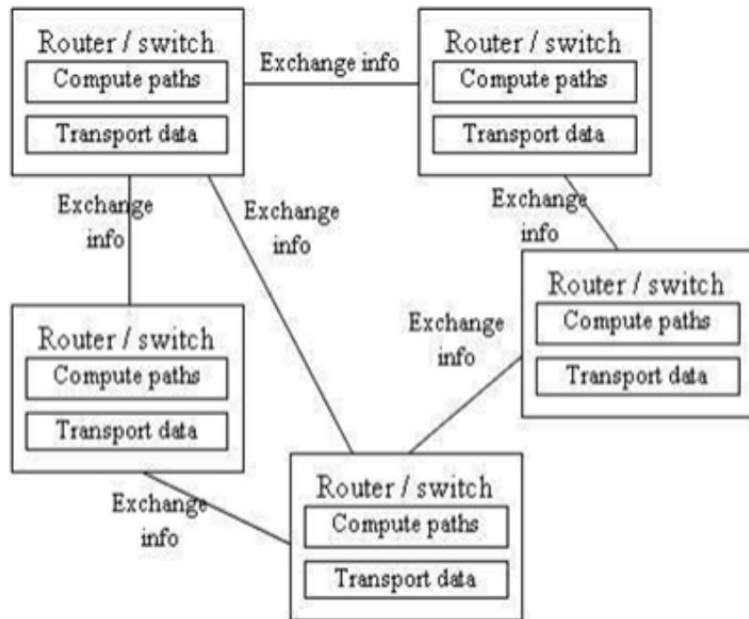 Router / switch
Compute paths
Transport data
Exchange info
Router / switch
Compute paths
Transport data
Exchange
info
Exchange
info
Exchange
info
Router / switch
Compute paths
Transport data
Exchange
info
Router / switch
Compute paths
Transport data
Exchange
info
Router / switch
Compute paths
Transport data